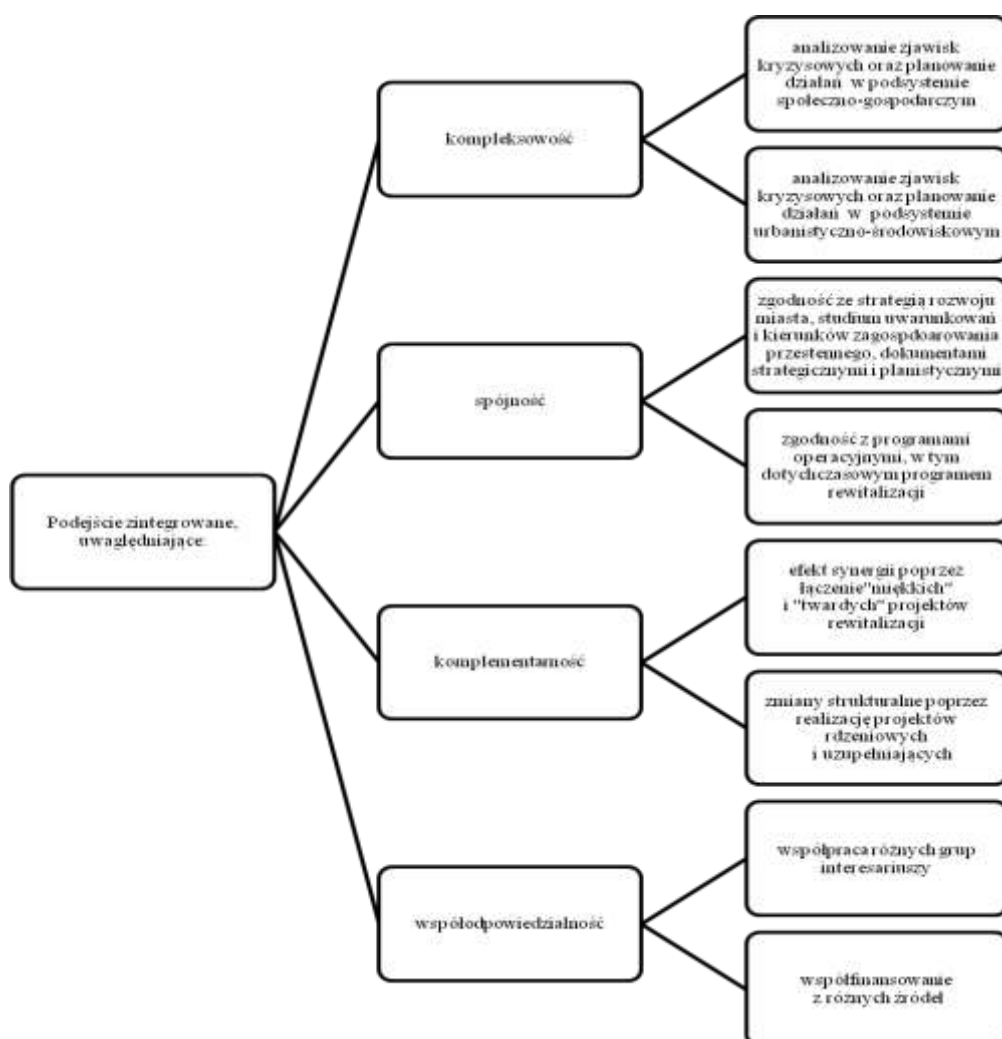 analizowanie zjawisk
kryzysowych oraz planowanie
działań w podsystemie
społeczno-gospodarczym
kompleksowość
analizowanie zjawisk
kryzysowych oraz planowanie
działań w podsystemie
urbanistyczno-środowiskowym
zgodność ze strategią rozwoju
miasta, studium uwarunkowań
i kierunków zagospdoarowania
przestennego, dokumentami
strategicznymi i planistycznymi
spójność
zgodność z programami
operacyjnymi, w tym
dotychczasowym programem
rewitalizacji
Podejście zintegrowane,
uwaględniające:
efekt synergii poprzez
łączenie "miękkich"
i "twardych" projektów
rewitalizacji
komplementarność
zmiany strukturalne poprzez
realizację projektów
rdzeniowych
i uzupełniających
współpraca różnych grup
interesariuszy
współodpowiedzialność
współfinansowanie
z różnych źródeł